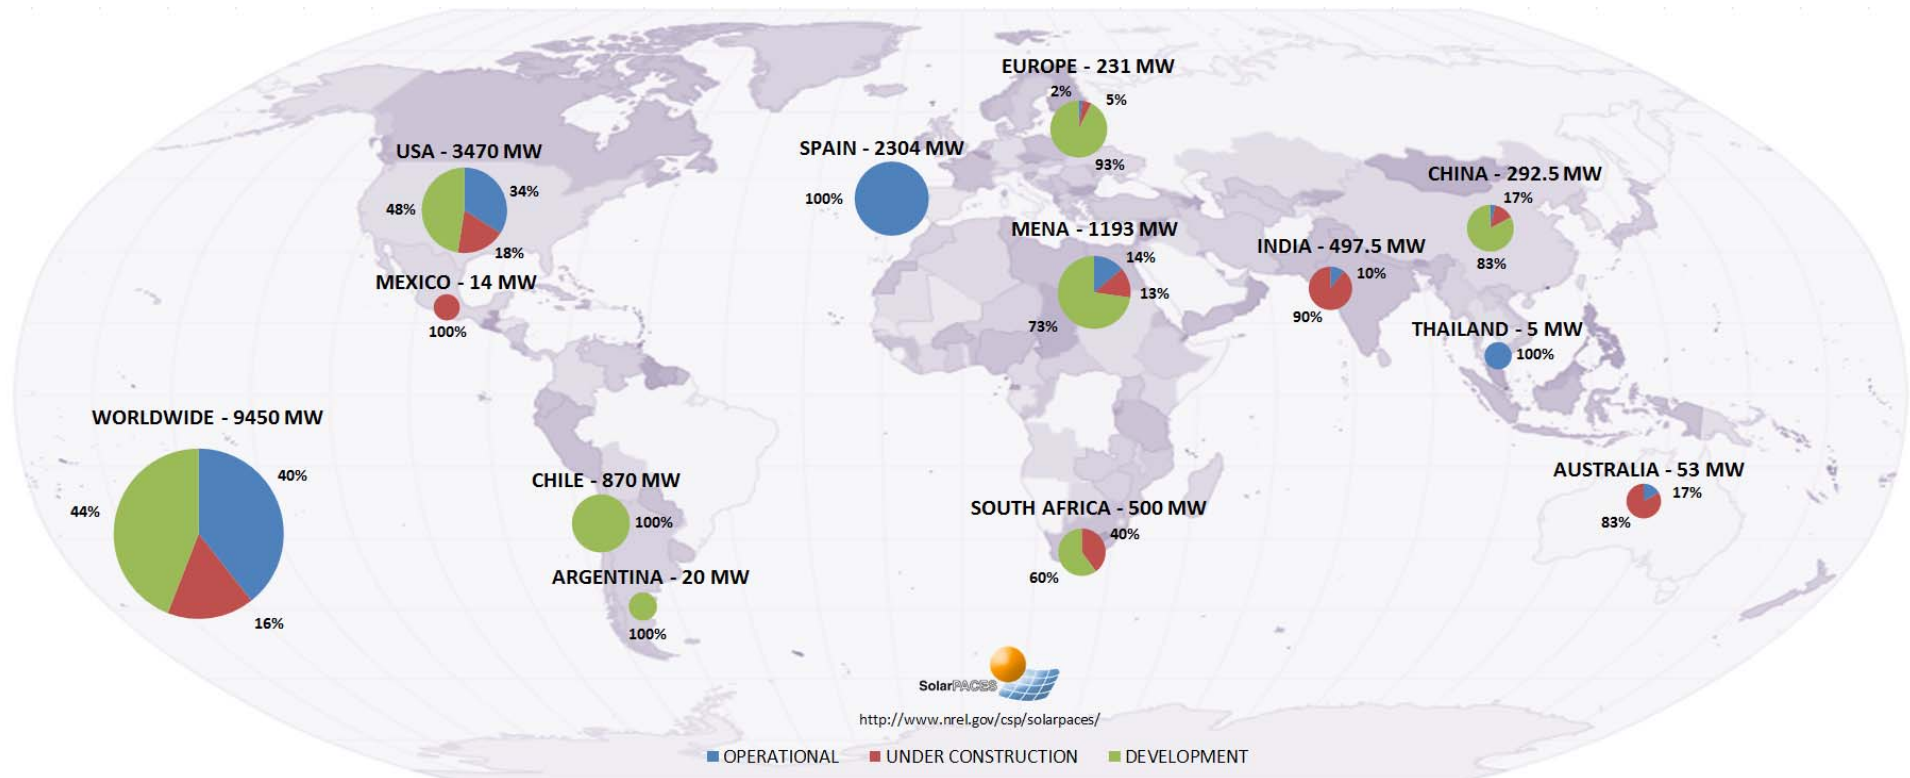 EUROPE - 231 MW
2%
5%
93%
USA - 3470 MW
34%
48%
18%
SPAIN - 2304 MW
100%
CHINA - 292.5 MW
17%
83%
MENA - 1193 MW
14%
13%
73%
INDIA - 497.5 MW
10%
90%
MEXICO - 14 MW
100%
THAILAND - 5 MW
100%
WORLDWIDE - 9450 MW
40%
44%
16%
CHILE - 870 MW
100%
ARGENTINA - 20 MW
100%
SOUTH AFRICA - 500 MW
40%
60%
AUSTRALIA - 53 MW
17%
83%
SolarPACES
http://www.nrel.gov/csp/solarpaces/
OPERATIONAL UNDER CONSTRUCTION DEVELOPMENT